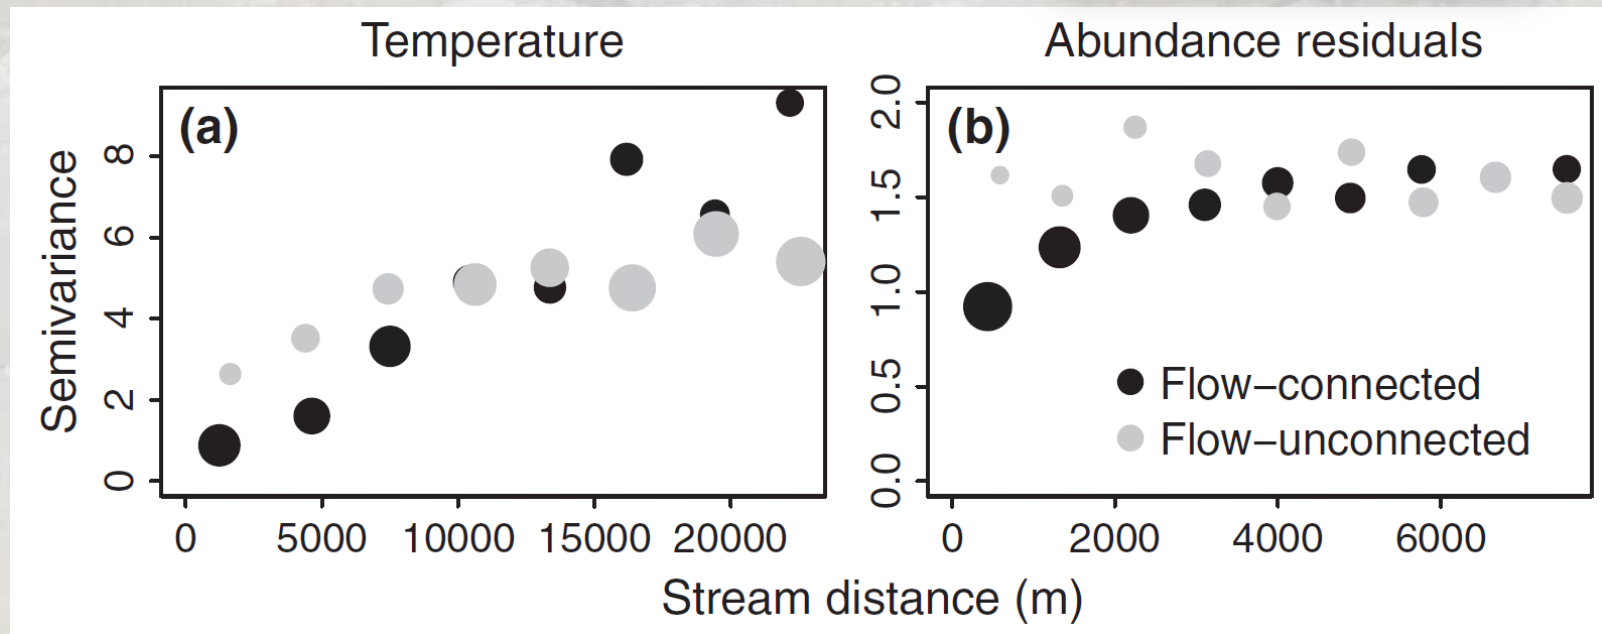 Temperature
Abundance residuals
(a)
(b)
Semivariance
0 2 4 6 8
0.0 0.5 1.0 1.5 2.0
Flow–connected
Flow–unconnected
0 5000 10000 15000 20000
0 2000 4000 6000
Stream distance (m)